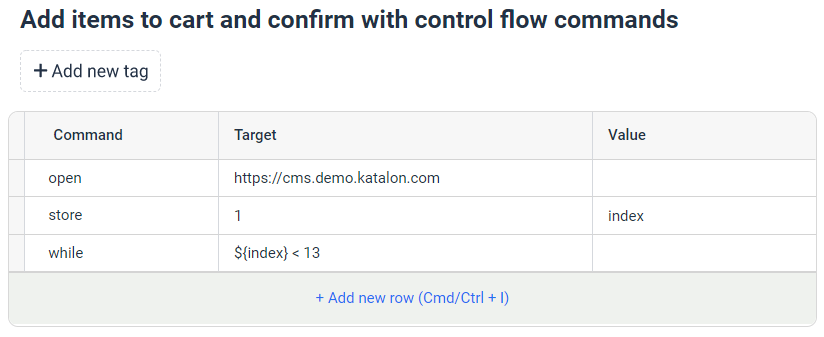 Add items to cart and confirm with control flow commands
+ Add new tag
Command Target Value
open https://cms.demo.katalon.com
store 1 index
while ${index} < 13
+ Add new row (Cmd/Ctrl + I)